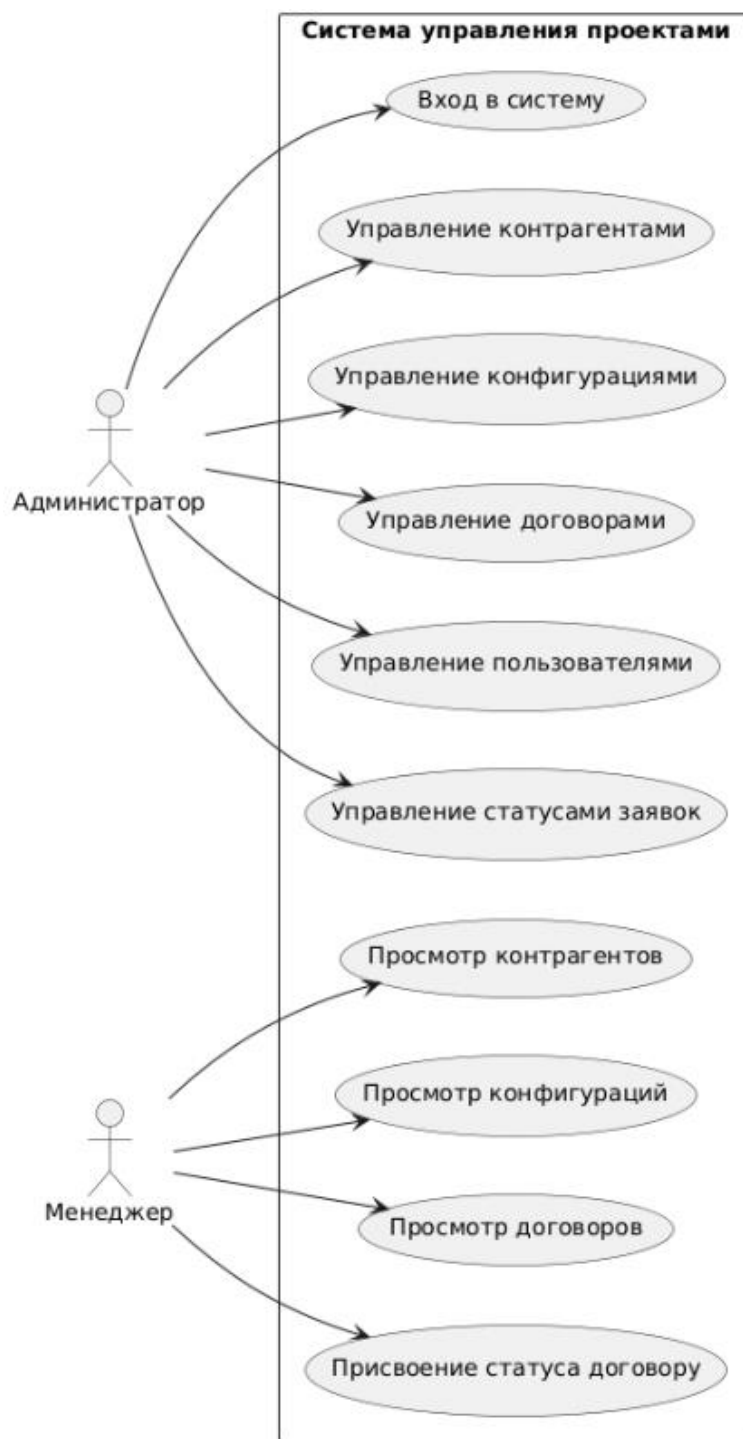 Система управления проектами
Вход в систему
Управление контрагентами
Управление конфигурациями
Администратор
Управление договорами
Управление пользователями
Управление статусами заявок
Просмотр контрагентов
Просмотр конфигураций
Менеджер
Просмотр договоров
Присвоение статуса договору